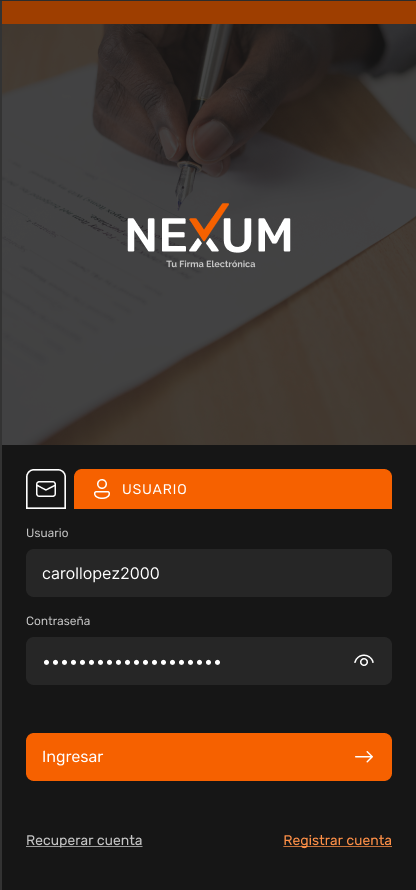 NEXUM
Tu Firma Electrónica
USUARIO
Usuario
carollopez2000
Contraseña
Ingresar
Recuperar cuenta
Registrar cuenta